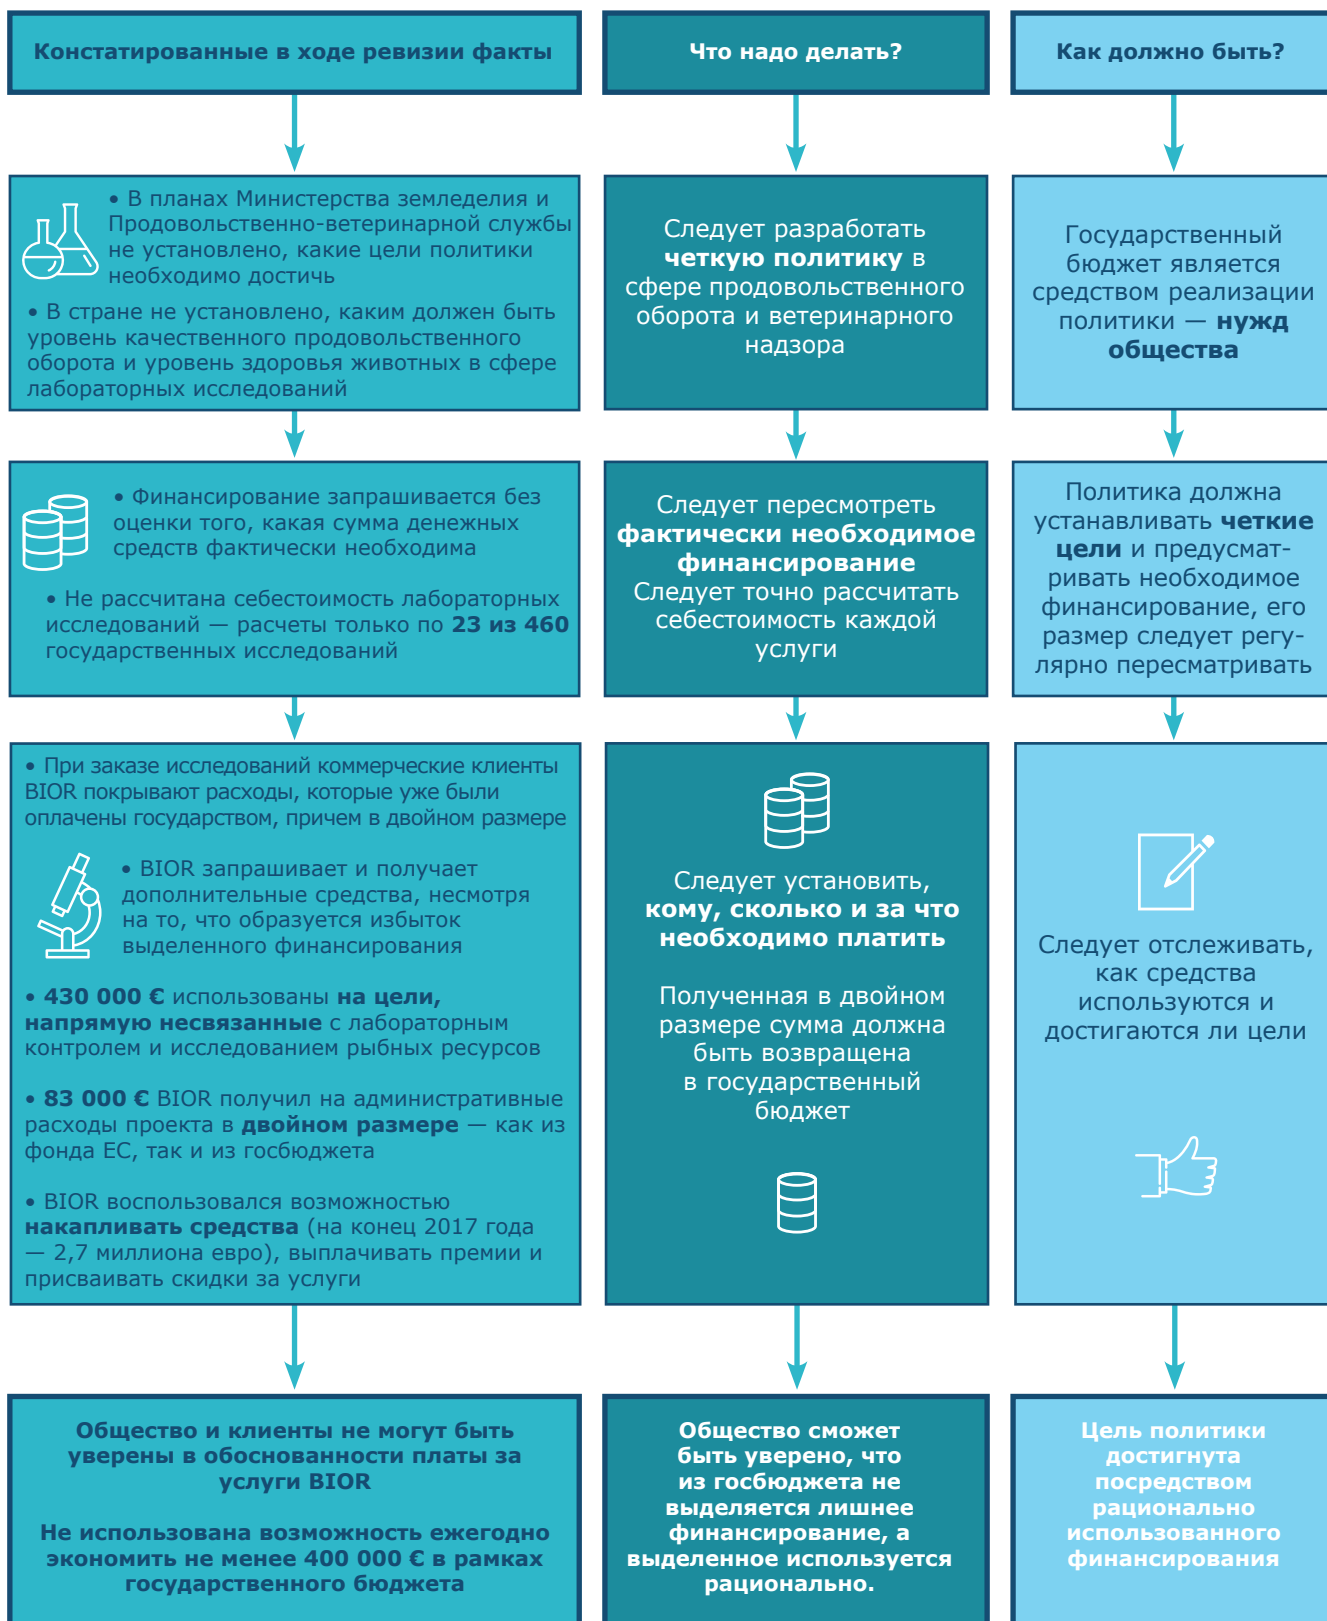 Констатированные в ходе ревизии факты
• В планах Министерства земледелия и
Продовольственно-ветеринарной службы
не установлено, какие цели политики
необходимо достичь
• В стране не установлено, каким должен быть
уровень качественного продовольственного
оборота и уровень здоровья животных в сфере
лабораторных исследований
• Финансирование запрашивается без
оценки того, какая сумма денежных
средств фактически необходима
• Не рассчитана себестоимость лабораторных
исследований — расчеты только по 23 из 460
государственных исследований
• При заказе исследований коммерческие клиенты
BIOR покрывают расходы, которые уже были
оплачены государством, причем в двойном размере
• BIOR запрашивает и получает
дополнительные средства, несмотря
на то, что образуется избыток
выделенного финансирования
• 430 000 € использованы на цели,
напрямую несвязанные с лабораторным
контролем и исследованием рыбных ресурсов
• 83 000 € BIOR получил на административные
расходы проекта в двойном размере — как из
фонда ЕС, так и из госбюджета
• BIOR воспользовался возможностью
накапливать средства (на конец 2017 года
— 2,7 миллиона евро), выплачивать премии и
присваивать скидки за услуги
Общество и клиенты не могут быть
уверены в обоснованности платы за
услуги BIOR
Не использована возможность ежегодно
экономить не менее 400 000 € в рамках
государственного бюджета
Что надо делать?
Следует разработать
четкую политику в
сфере продовольственного
оборота и ветеринарного
надзора
Следует пересмотреть
фактически необходимое
финансирование
Следует точно рассчитать
себестоимость каждой
услуги
Следует установить,
кому, сколько и за что
необходимо платить
Полученная в двойном
размере сумма должна
быть возвращена
в государственный
бюджет
Общество сможет
быть уверено, что
из госбюджета не
выделяется лишнее
финансирование, а
выделенное используется
рационально.
Как должно быть?
Государственный
бюджет является
средством реализации
политики — нужд
общества
Политика должна
устанавливать четкие
цели и предусмат-
ривать необходимое
финансирование, его
размер следует регу-
лярно пересматривать
Следует отслеживать,
как средства
используются и
достигаются ли цели
Цель политики
достигнута
посредством
рационально
использованного
финансирования